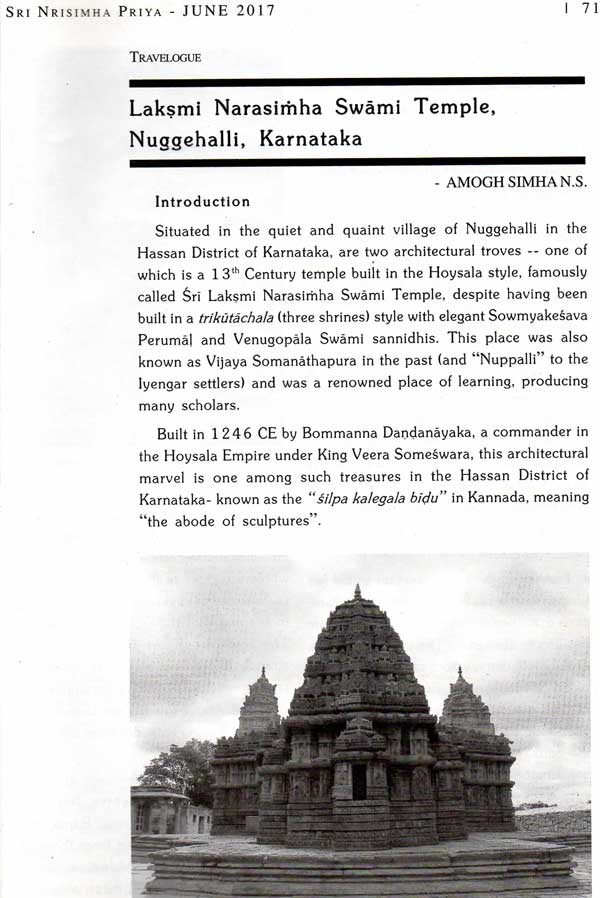 SRI NRISIMHA PRIYA - JUNE 2017 | 71
TRAVELOGUE
Lakṣmi Narasiṁha Swāmi Temple,
Nuggehalli, Karnataka
- AMOGH SIMHA N.S.
Introduction
Situated in the quiet and quaint village of Nuggehalli in the
Hassan District of Karnataka, are two architectural troves -- one of
which is a 13th Century temple built in the Hoysala style, famously
called Śrī Lakṣmi Narasiṁha Swāmi Temple, despite having been
built in a trikūtāchala (three shrines) style with elegant Sowmyakeśava
Perumāḷ and Venugopāla Swāmi sannidhis. This place was also
known as Vijaya Somanāthapura in the past (and “Nuppalli” to the
Iyengar settlers) and was a renowned place of learning, producing
many scholars.
Built in 1246 CE by Bommanna Daṇḍanāyaka, a commander in
the Hoysala Empire under King Veera Someśwara, this architectural
marvel is one among such treasures in the Hassan District of
Karnataka- known as the “śilpa kalegala bīḍu” in Kannada, meaning
“the abode of sculptures”.